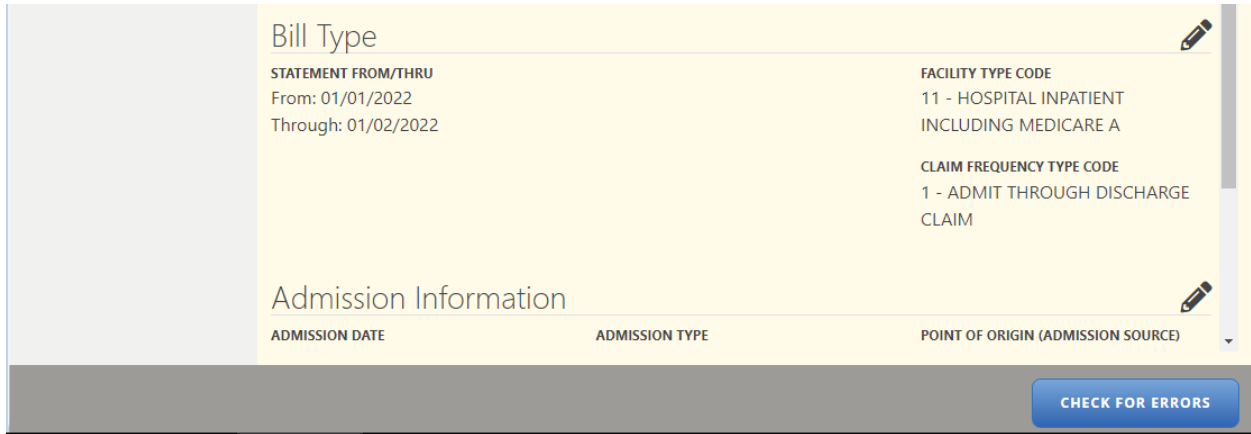 Bill Type
STATEMENT FROM/THRU
From: 01/01/2022
Through: 01/02/2022
FACILITY TYPE CODE
11 - HOSPITAL INPATIENT
INCLUDING MEDICARE A
CLAIM FREQUENCY TYPE CODE
1 - ADMIT THROUGH DISCHARGE
CLAIM
Admission Information
ADMISSION DATE
ADMISSION TYPE
POINT OF ORIGIN (ADMISSION SOURCE)
CHECK FOR ERRORS